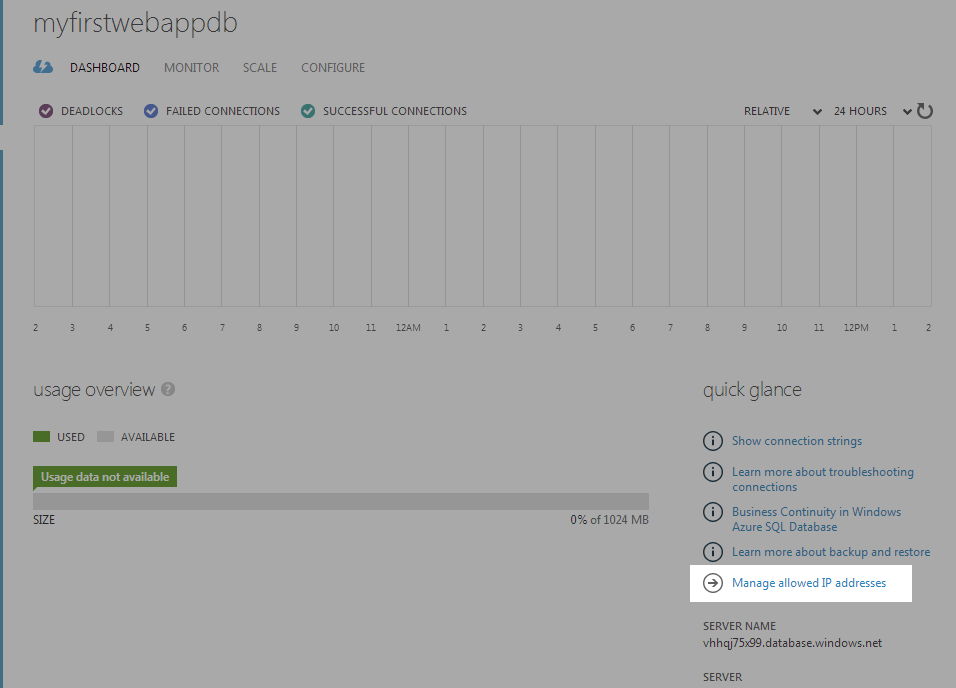 myfirstwebappdb
DASHBOARD MONITOR SCALE CONFIGURE
DEADLOCKS FAILED CONNECTIONS SUCCESSFUL CONNECTIONS RELATIVE 24 HOURS
2 3 4 5 6 7 8 9 10 11 12AM 1 2 3 4 5 6 7 8 9 10 11 12PM 1 2
usage overview ?
USED AVAILABLE
Usage data not available
SIZE 0% of 1024 MB
quick glance
Show connection strings
Learn more about troubleshooting
connections
Business Continuity in Windows
Azure SQL Database
Learn more about backup and restore
Manage allowed IP addresses
SERVER NAME
vhhqj75x99.database.windows.net
SERVER